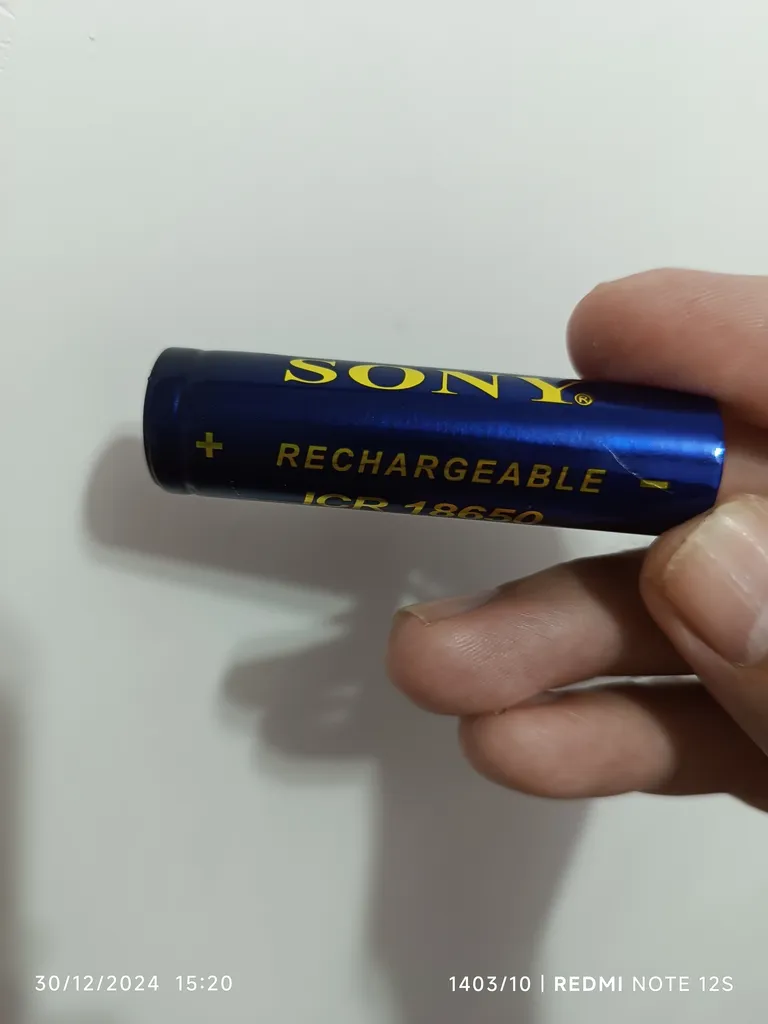 SONY®
+ RECHARGEABLE -
ICR 18650
30/12/2024 15:20
1403/10 | REDMI NOTE 12S